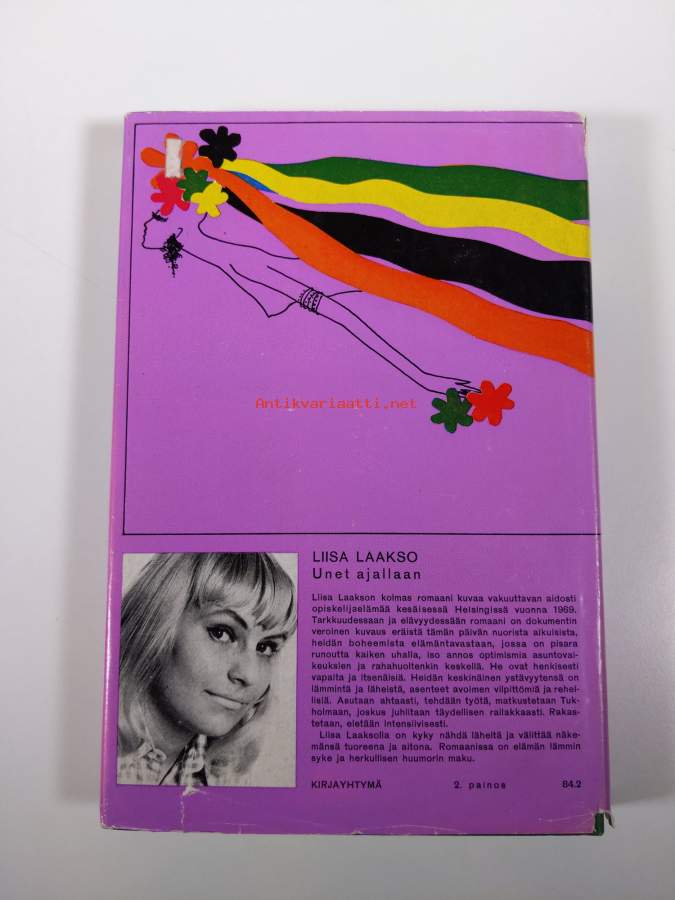 Antikvariaatti.net
LIISA LAAKSO
Unet ajallaan
Liisa Laakson kolmas romaani kuvaa vakuuttavan aidosti
opiskelijaelämää kesäisessä Helsingissä vuonna 1969.
Tarkkuudessaan ja elävyydessään romaani on dokumentin
veroinen kuvaus eräistä tämän päivän nuorista aikuisista,
heidän boheemista elämäntavastaan, jossa on pisara
runoutta kaiken uhalla, iso annos optimismia asuntovai-
keuksien ja rahahuoltenkin keskellä. He ovat henkisesti
vapaita ja itsenäisiä. Heidän keskinäinen ystävyytensä on
lämmintä ja läheistä, asenteet avoimen vilpittömiä ja rehel-
lisiä. Asutaan ahtaasti, tehdään työtä, matkustetaan Tuk-
holmaan, joskus juhlitaan täydellisen railakkaasti. Rakas-
tetaan, eletään intensiivisesti.
Liisa Laaksolla on kyky nähdä läheltä ja välittää näke-
mänsä tuoreena ja aitona. Romaanissa on elämän lämmin
syke ja herkullisen huumorin maku.
KIRJAYHTYMÄ 2. painos 84.2